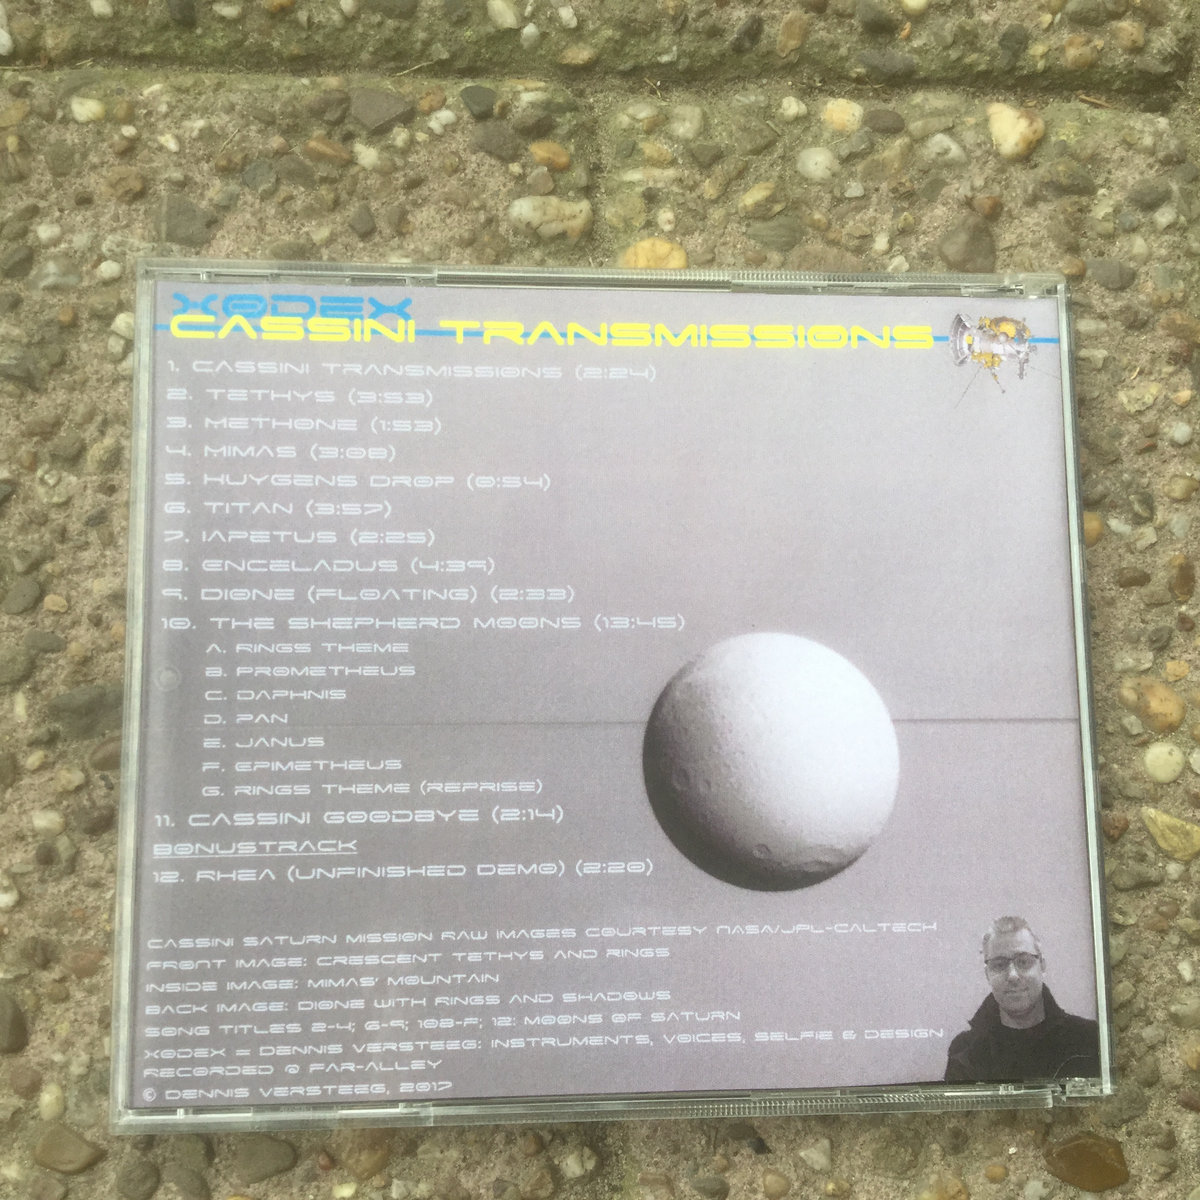 XODEX
CASSINI TRANSMISSIONS
1. CASSINI TRANSMISSIONS (2:24)
2. TETHYS (3:53)
3. METHONE (1:53)
4. MIMAS (3:08)
5. HUYGENS DROP (0:54)
6. TITAN (3:57)
7. IAPETUS (2:25)
8. ENCELADUS (4:39)
9. DIONE (FLOATING) (2:33)
10. THE SHEPHERD MOONS (13:45)
A. RINGS THEME
B. PROMETHEUS
C. DAPHNIS
D. PAN
E. JANUS
F. EPIMETHEUS
G. RINGS THEME (REPRISE)
11. CASSINI GOODBYE (2:14)
BONUSTRACK
12. RHEA (UNFINISHED DEMO) (2:20)
CASSINI SATURN MISSION RAW IMAGES COURTESY NASA/JPL-CALTECH
FRONT IMAGE: CRESCENT TETHYS AND RINGS
INSIDE IMAGE: MIMAS' MOUNTAIN
BACK IMAGE: DIONE WITH RINGS AND SHADOWS
SONG TITLES 2-4; 6-9; 10B-F; 12: MOONS OF SATURN
XODEX = DENNIS VERSTEEG: INSTRUMENTS, VOICES, SELFIE & DESIGN
RECORDED @ FAR-ALLEY
© DENNIS VERSTEEG, 2017